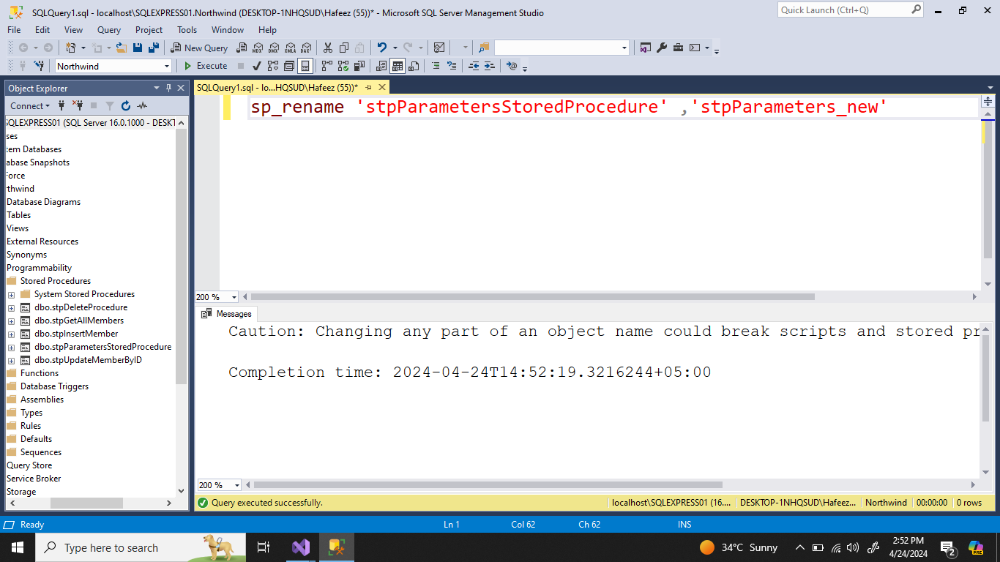 SQLQuery1.sql - localhost\SQLEXPRESS01.Northwind (DESKTOP-1NHQSUD\Hafeez (55))* - Microsoft SQL Server Management Studio
Quick Launch (Ctrl+Q)
File Edit View Query Project Tools Window Help
New Query MDX DMX XMLA DAX
Northwind Execute
Object Explorer
SQLQuery1.sql - lo...HQSUD\Hafeez (55))*
Connect
sp_rename 'stpParametersStoredProcedure' ,'stpParameters_new'
SQLEXPRESS01 (SQL Server 16.0.1000 - DESKT
ses
tem Databases
abase Snapshots
Force
thwind
Database Diagrams
Tables
Views
External Resources
Synonyms
Programmability
Stored Procedures
System Stored Procedures
dbo.stpDeleteProcedure
dbo.stpGetAllMembers
dbo.stpInsertMember
dbo.stpParametersStoredProcedure
dbo.stpUpdateMemberByID
Functions
Database Triggers
Assemblies
Types
Rules
Defaults
Sequences
Query Store
Service Broker
Storage
200 %
Messages
Caution: Changing any part of an object name could break scripts and stored pr
Completion time: 2024-04-24T14:52:19.3216244+05:00
200 %
Query executed successfully.
localhost\SQLEXPRESS01 (16.... DESKTOP-1NHQSUD\Hafeez... Northwind 00:00:00 0 rows
Ready Ln 1 Col 62 Ch 62 INS
Type here to search
34°C Sunny
2:52 PM
4/24/2024
2
PRE